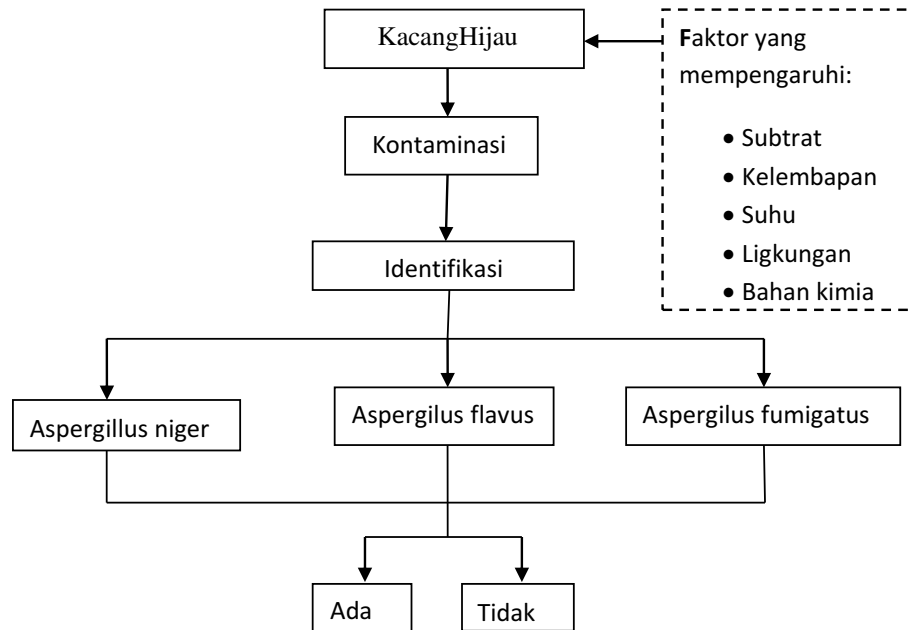 KacangHijau
Faktor yang
mempengaruhi:
• Subtrat
• Kelembapan
• Suhu
• Ligkungan
• Bahan kimia
Kontaminasi
Identifikasi
Aspergillus niger
Aspergilus flavus
Aspergilus fumigatus
Ada
Tidak